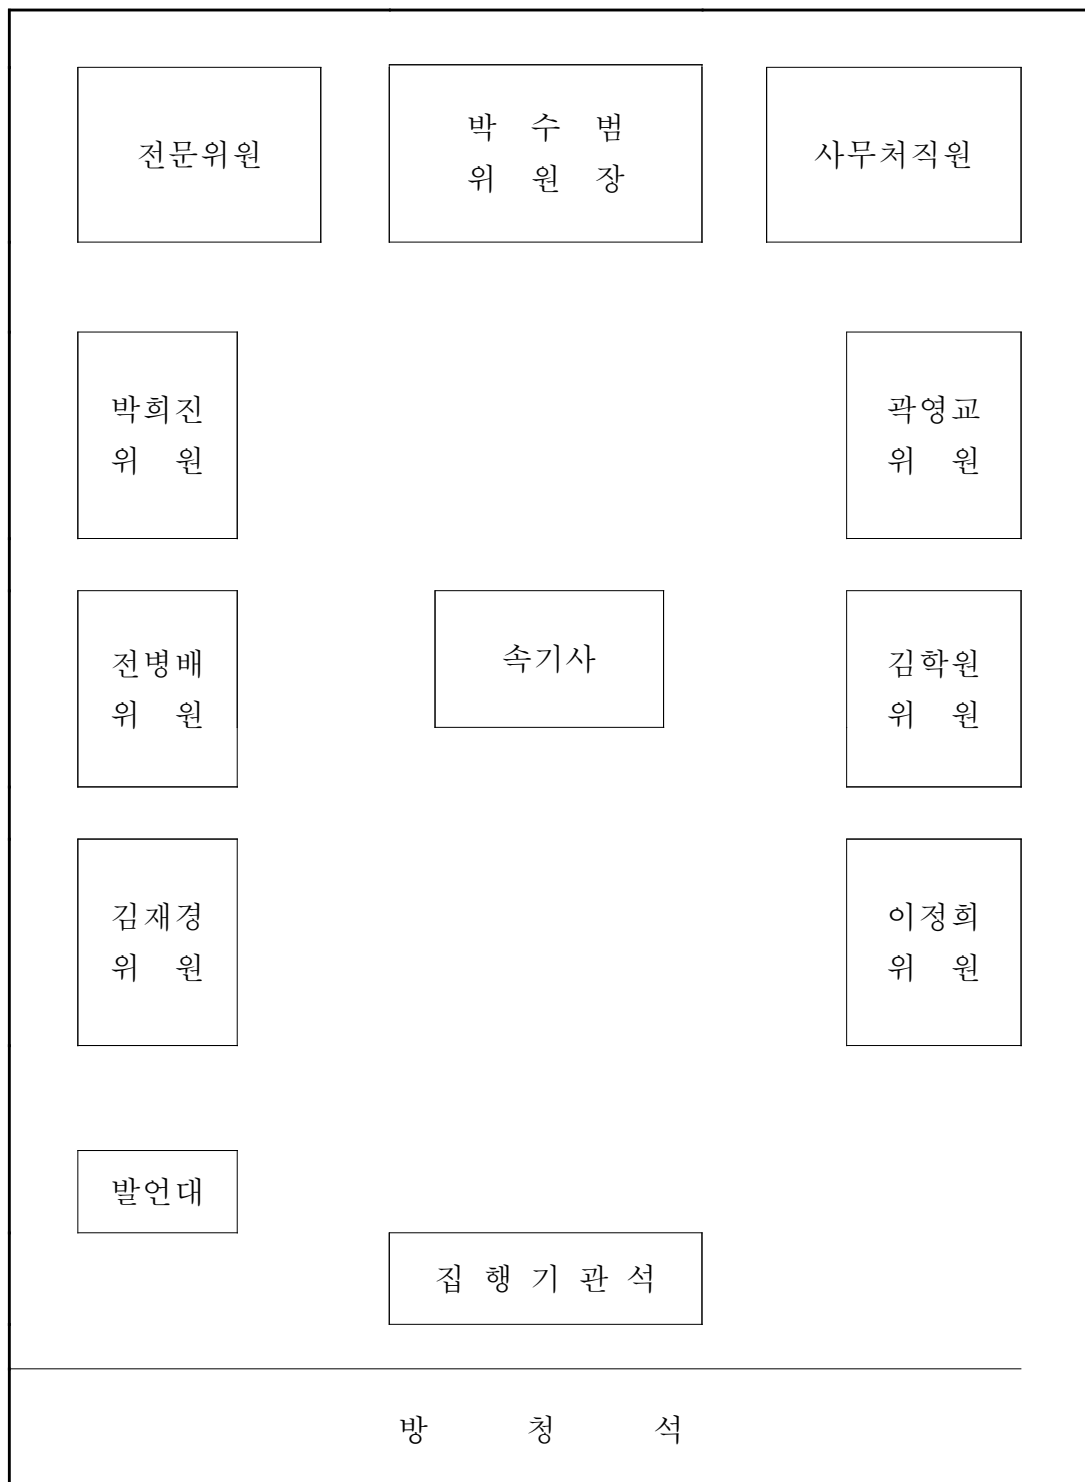 전문위원
박 수 범
위 원 장
사무처직원
박희진
위 원
곽영교
위 원
전병배
위 원
속기사
김학원
위 원
김재경
위 원
이정희
위 원
발언대
집 행 기 관 석
방 청 석